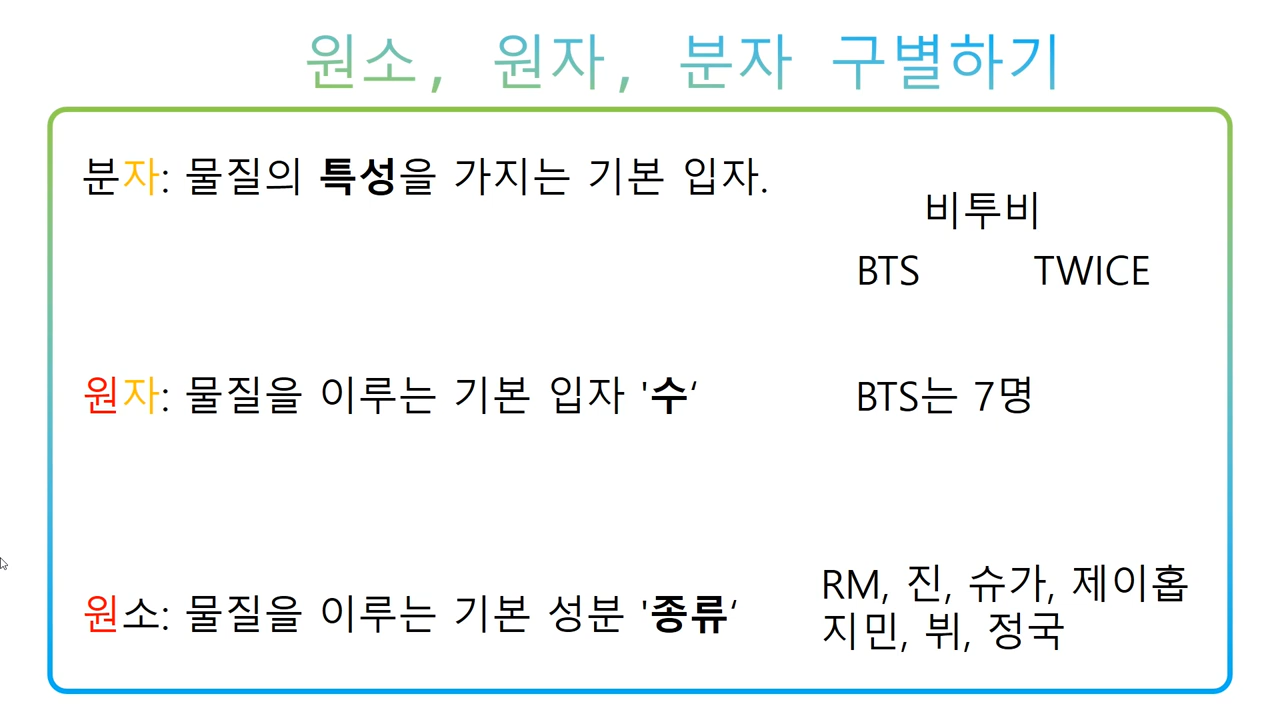 원소, 원자, 분자 구별하기
분자: 물질의 특성을 가지는 기본 입자.
비투비
BTS TWICE
원자: 물질을 이루는 기본 입자 '수‘
BTS는 7명
원소: 물질을 이루는 기본 성분 '종류‘
RM, 진, 슈가, 제이홉
지민, 뷔, 정국